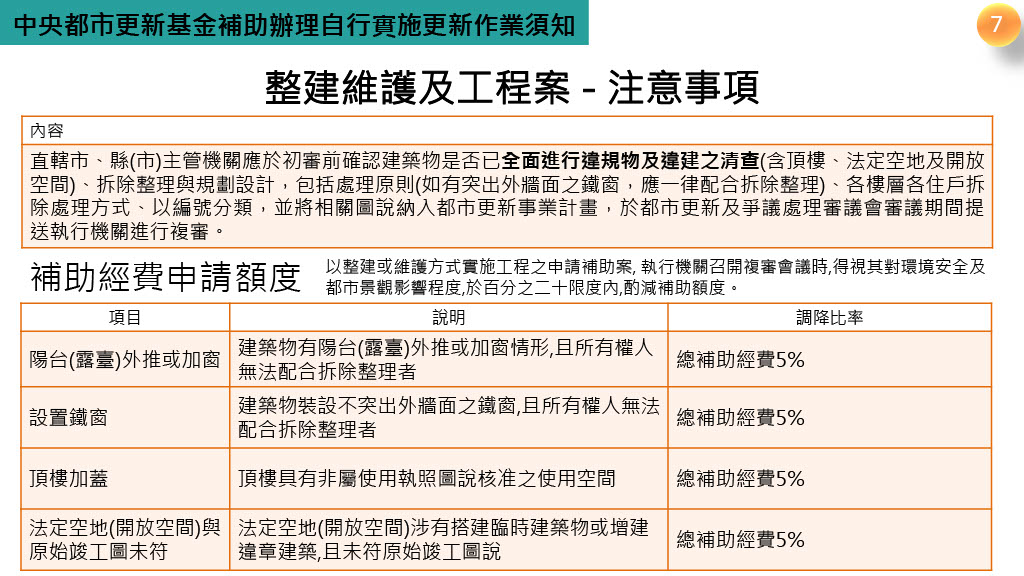 中央都市更新基金補助辦理自行實施更新作業須知
7
整建維護及工程案 - 注意事項
內容
直轄市、縣(市)主管機關應於初審前確認建築物是否已全面進行違規物及違建之清查(含頂樓、法定空地及開放
空間)、拆除整理與規劃設計，包括處理原則(如有突出外牆面之鐵窗，應一律配合拆除整理)、各樓層各住戶拆
除處理方式、以編號分類，並將相關圖說納入都市更新事業計畫，於都市更新及爭議處理審議會審議期間提
送執行機關進行複審。
補助經費申請額度
以整建或維護方式實施工程之申請補助案, 執行機關召開複審會議時,得視其對環境安全及
都市景觀影響程度,於百分之二十限度內,酌減補助額度。
項目
說明
調降比率
陽台(露臺)外推或加窗
建築物有陽台(露臺)外推或加窗情形,且所有權人
無法配合拆除整理者
總補助經費5%
設置鐵窗
建築物裝設不突出外牆面之鐵窗,且所有權人無法
配合拆除整理者
總補助經費5%
頂樓加蓋
頂樓具有非屬使用執照圖說核准之使用空間
總補助經費5%
法定空地(開放空間)與
原始竣工圖未符
法定空地(開放空間)涉有搭建臨時建築物或增建
違章建築,且未符原始竣工圖說
總補助經費5%